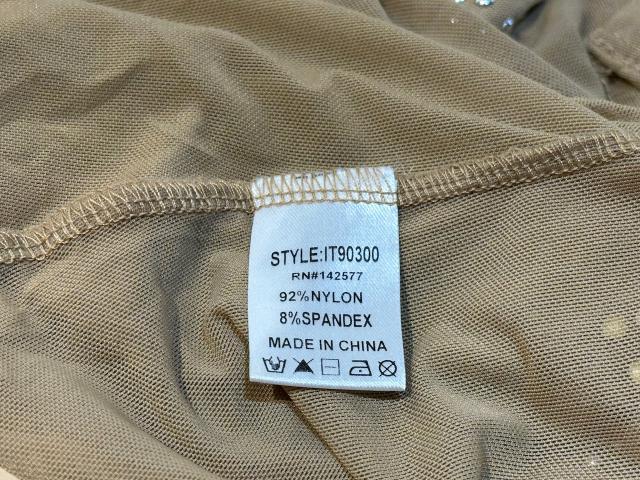 STYLE:IT90300
RN#142577
92%NYLON
8%SPANDEX
MADE IN CHINA